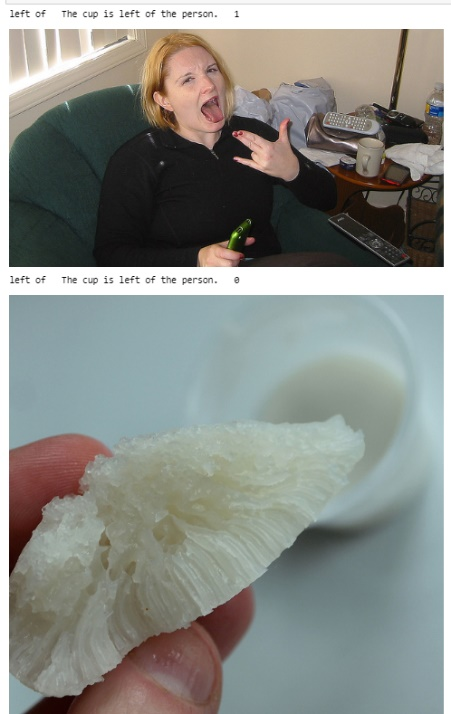 left of The cup is left of the person. 1
left of The cup is left of the person. 0